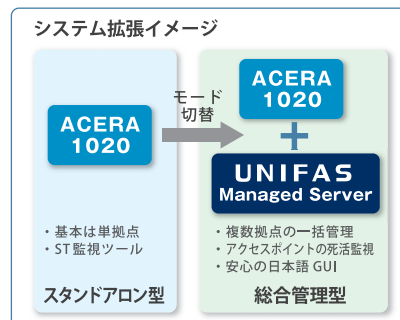 システム拡張イメージ
ACERA
1020
・基本は単拠点
・ST監視ツール
スタンドアロン型
モード
切替
ACERA
1020
+
UNIFAS
Managed Server
・複数拠点の一括管理
・アクセスポイントの死活監視
・安心の日本語 GUI
総合管理型